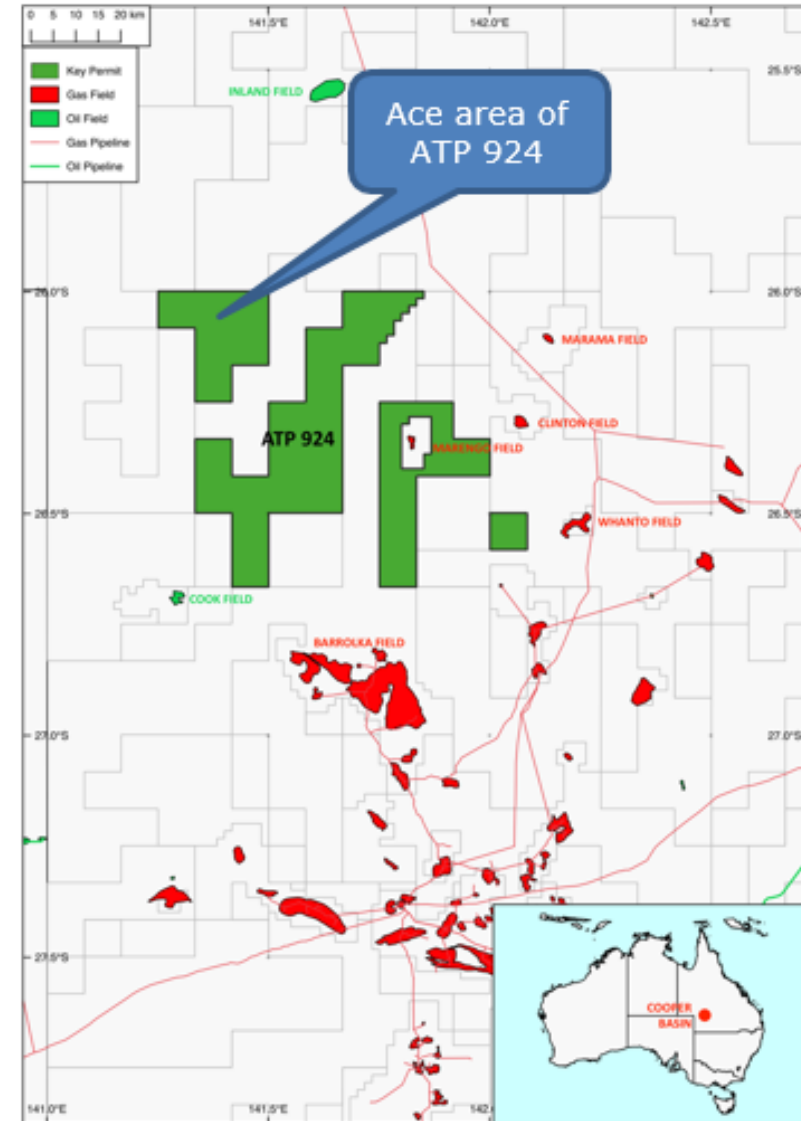 0 5 10 15 20 km
141.5°E
142.0°E
142.5°E
Key Permit
Gas Field
Oil Field
Gas Pipeline
Oil Pipeline
INLAND FIELD
25.5°S
Ace area of
ATP 924
26.0°S
26.0°S
MARAMA FIELD
CLINTON FIELD
ATP 924
MARENGO FIELD
26.5°S
26.5°S
WHANTO FIELD
COOK FIELD
BARROLKA FIELD
27.0°S
27.0°S
27.5°S
COOPER
BASIN
141.0°E
141.5°E